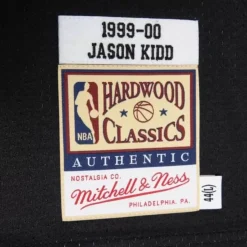 1999-00
JASON KIDD
NBA
HARDWOOD
CLASSICS
AUTHENTIC
NOSTALGIA CO.
Mitchell & Ness
PHILADELPHIA, PA.
44(L)